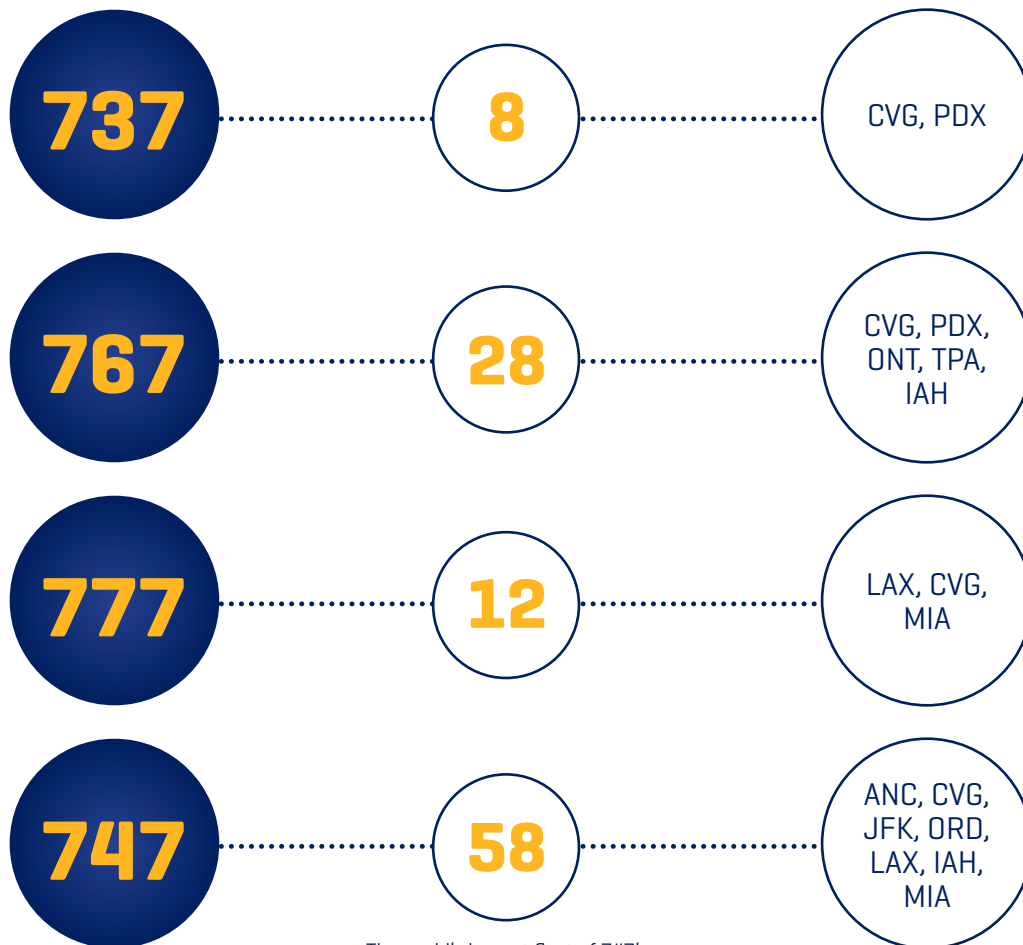 737
8
CVG, PDX
767
28
CVG, PDX,
ONT, TPA,
IAH
777
12
LAX, CVG,
MIA
747
58
ANC, CVG,
JFK, ORD,
LAX, IAH,
MIA